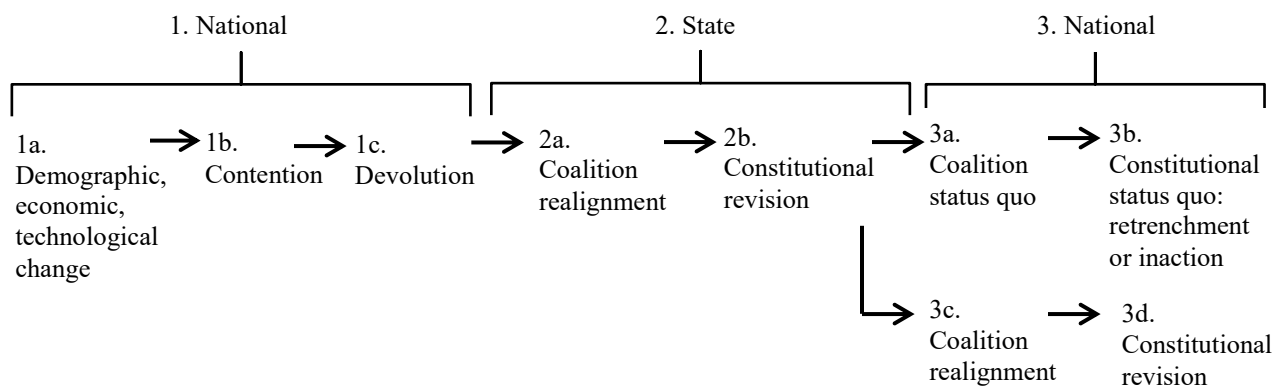 1. National
2. State
3. National
1a.
Demographic,
economic,
technological
change
1b.
Contention
1c.
Devolution
2a.
Coalition
realignment
2b.
Constitutional
revision
3a.
Coalition
status quo
3b.
Constitutional
status quo:
retrenchment
or inaction
3c.
Coalition
realignment
3d.
Constitutional
revision